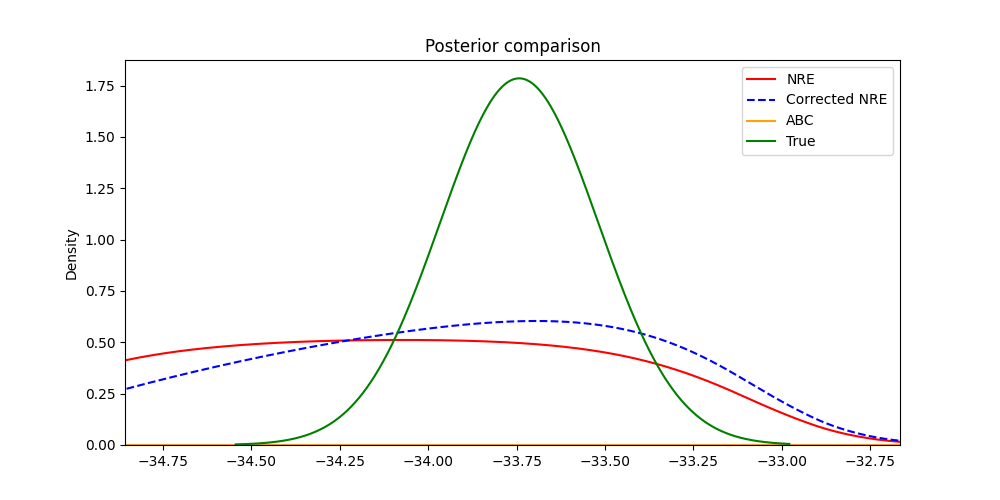 Posterior comparison
NRE
Corrected NRE
ABC
True
Density
1.75
1.50
1.25
1.00
0.75
0.50
0.25
0.00
−34.75 −34.50 −34.25 −34.00 −33.75 −33.50 −33.25 −33.00 −32.75